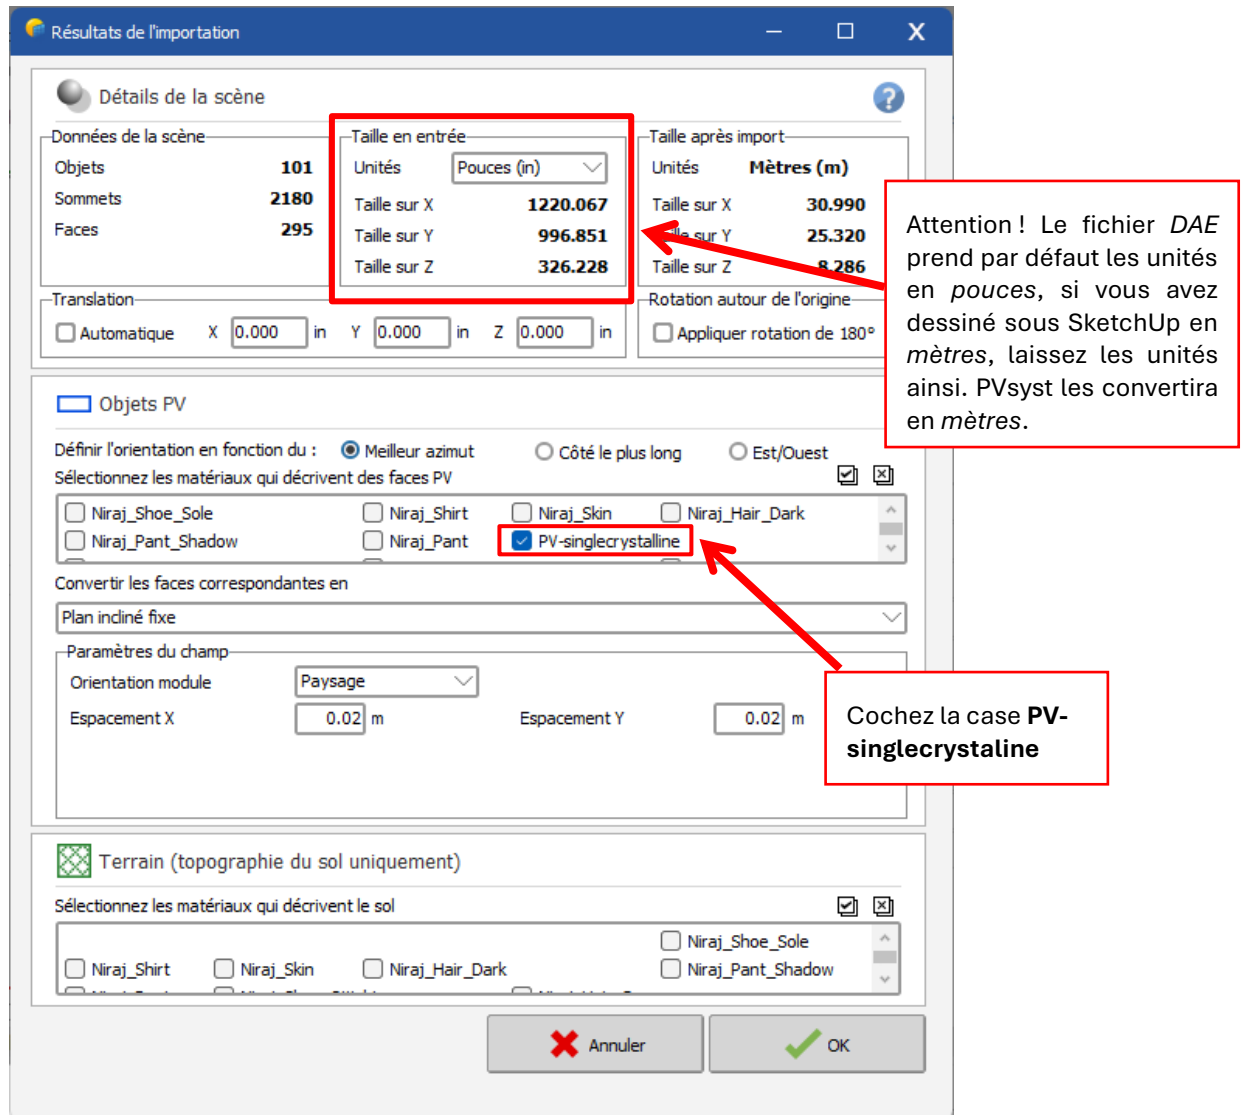 Résultats de l'importation
Détails de la scène
Données de la scène
Objets 101
Sommets 2180
Faces 295
Taille en entrée
Unités Pouces (in)
Taille sur X 1220.067
Taille sur Y 996.851
Taille sur Z 326.228
Taille après import
Unités Mètres (m)
Taille sur X 30.990
Taille sur Y 25.320
Taille sur Z 8.286
Translation
Automatique X 0.000 in Y 0.000 in Z 0.000 in
Rotation autour de l'origine
Appliquer rotation de 180°
Attention ! Le fichier DAE
prend par défaut les unités
en pouces, si vous avez
dessiné sous SketchUp en
mètres, laissez les unités
ainsi. PVsyst les convertira
en mètres.
Objets PV
Définir l'orientation en fonction du : Meilleur azimut Côté le plus long Est/Ouest
Sélectionnez les matériaux qui décrivent des faces PV
Niraj_Shoe_Sole Niraj_Shirt Niraj_Skin Niraj_Hair_Dark
Niraj_Pant_Shadow Niraj_Pant PV-singlecrystalline
Convertir les faces correspondantes en
Plan incliné fixe
Paramètres du champ
Orientation module Paysage
Espacement X 0.02 m Espacement Y 0.02 m
Cochez la case PV-
singlecrystaline
Terrain (topographie du sol uniquement)
Sélectionnez les matériaux qui décrivent le sol
Niraj_Shoe_Sole
Niraj_Shirt Niraj_Skin Niraj_Hair_Dark Niraj_Pant_Shadow
Annuler OK